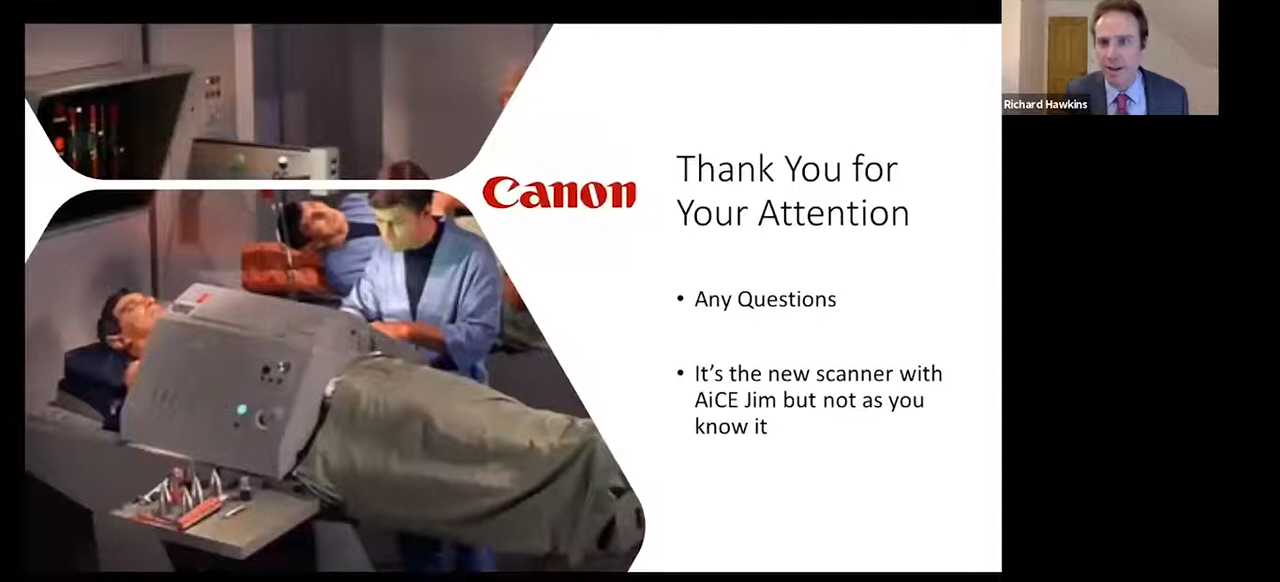 Canon
Thank You for
Your Attention
• Any Questions
• It's the new scanner with
AiCE Jim but not as you
know it
Richard Hawkins